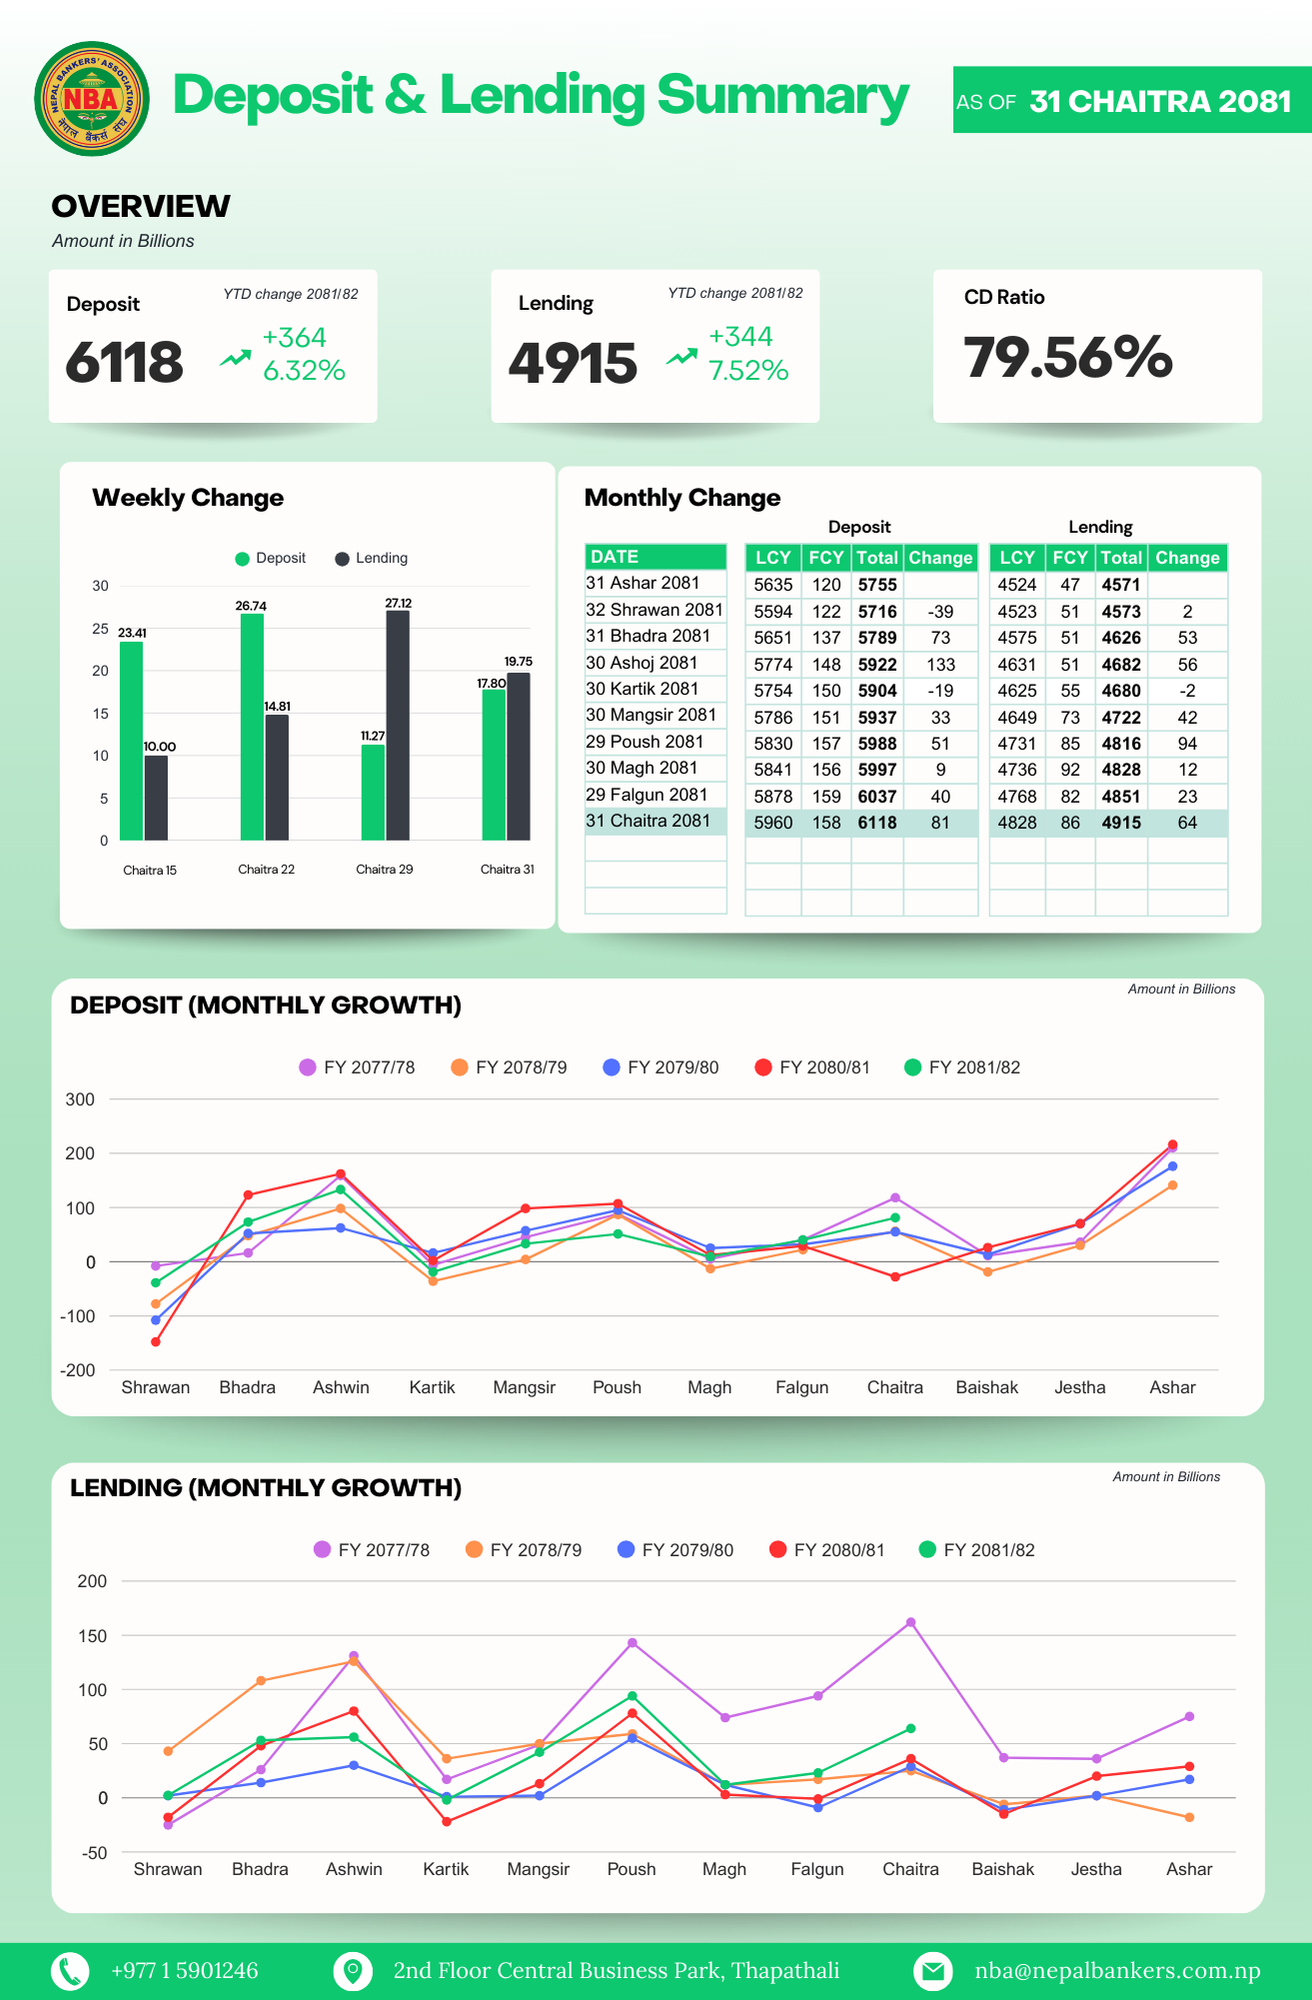 NEPAL BANKERS' ASSOCIATION
NBA
नेपाल बैंकर्स संघ
Deposit & Lending Summary
AS OF 31 CHAITRA 2081
OVERVIEW
Amount in Billions
Deposit
YTD change 2081/82
6118
+364
6.32%
Lending
YTD change 2081/82
4915
+344
7.52%
CD Ratio
79.56%
Weekly Change
Deposit Lending
30
25
20
15
10
5
0
23.41
10.00
26.74
14.81
11.27
27.12
17.80
19.75
Chaitra 15 Chaitra 22 Chaitra 29 Chaitra 31
Monthly Change
Deposit Lending
DATE LCY FCY Total Change LCY FCY Total Change
31 Ashar 2081 5635 120 5755 4524 47 4571
32 Shrawan 2081 5594 122 5716 -39 4523 51 4573 2
31 Bhadra 2081 5651 137 5789 73 4575 51 4626 53
30 Ashoj 2081 5774 148 5922 133 4631 51 4682 56
30 Kartik 2081 5754 150 5904 -19 4625 55 4680 -2
30 Mangsir 2081 5786 151 5937 33 4649 73 4722 42
29 Poush 2081 5830 157 5988 51 4731 85 4816 94
30 Magh 2081 5841 156 5997 9 4736 92 4828 12
29 Falgun 2081 5878 159 6037 40 4768 82 4851 23
31 Chaitra 2081 5960 158 6118 81 4828 86 4915 64
DEPOSIT (MONTHLY GROWTH)
Amount in Billions
FY 2077/78 FY 2078/79 FY 2079/80 FY 2080/81 FY 2081/82
300
200
100
0
-100
-200
Shrawan Bhadra Ashwin Kartik Mangsir Poush Magh Falgun Chaitra Baishak Jestha Ashar
LENDING (MONTHLY GROWTH)
Amount in Billions
FY 2077/78 FY 2078/79 FY 2079/80 FY 2080/81 FY 2081/82
200
150
100
50
0
-50
Shrawan Bhadra Ashwin Kartik Mangsir Poush Magh Falgun Chaitra Baishak Jestha Ashar
+977 1 5901246 2nd Floor Central Business Park, Thapathali nba@nepalbankers.com.np